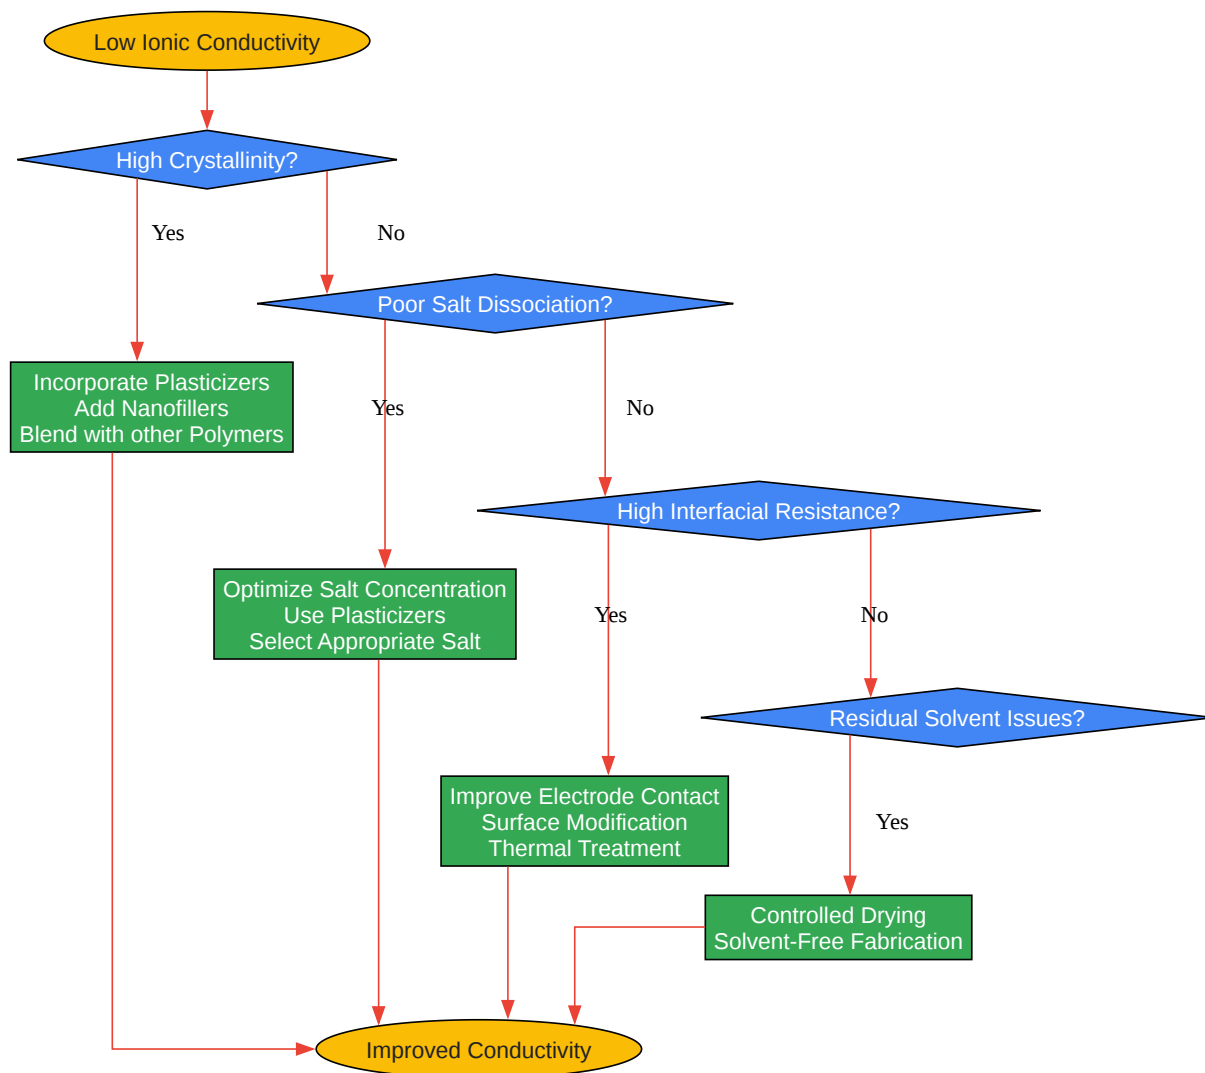 Low Ionic Conductivity
High Crystallinity?
Yes
No
Poor Salt Dissociation?
Incorporate Plasticizers
Add Nanofillers
Blend with other Polymers
Yes
No
High Interfacial Resistance?
Optimize Salt Concentration
Use Plasticizers
Select Appropriate Salt
Yes
No
Residual Solvent Issues?
Improve Electrode Contact
Surface Modification
Thermal Treatment
Yes
Controlled Drying
Solvent-Free Fabrication
Improved Conductivity